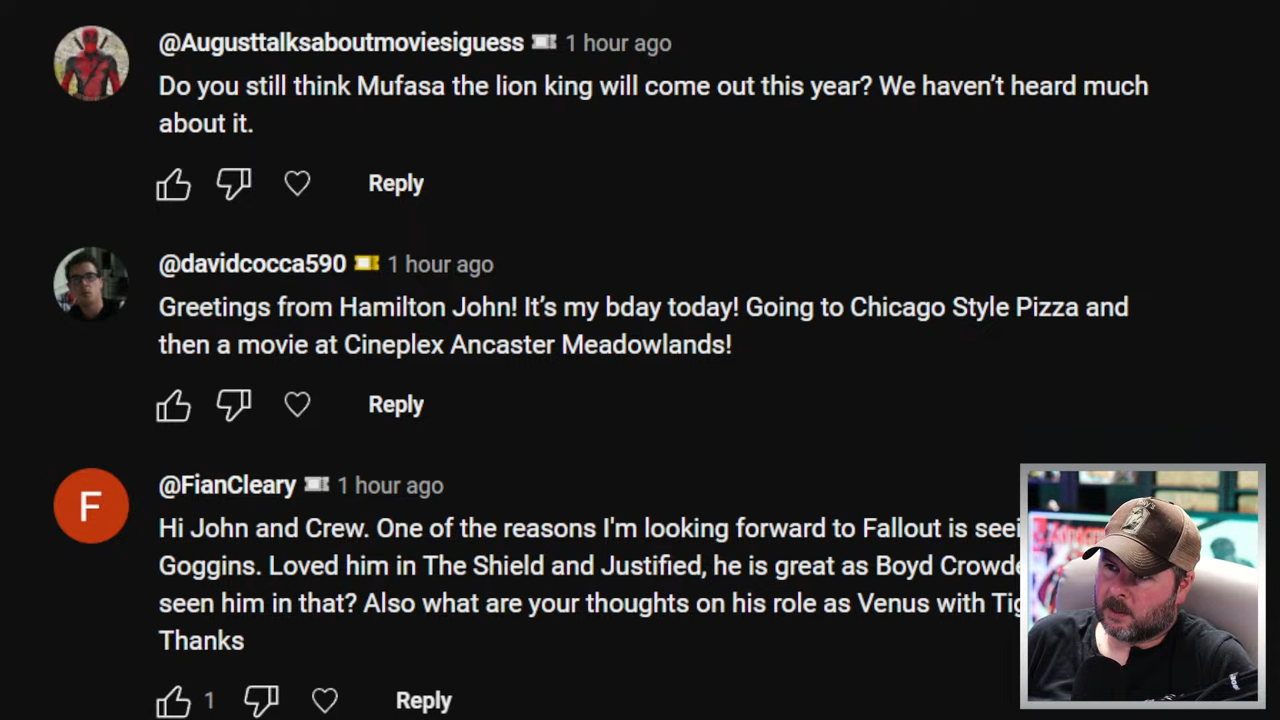 @Augusttalksaboutmoviesiguess 1 hour ago
Do you still think Mufasa the lion king will come out this year? We haven’t heard much
about it.
Reply
@davidcocca590 1 hour ago
Greetings from Hamilton John! It’s my bday today! Going to Chicago Style Pizza and
then a movie at Cineplex Ancaster Meadowlands!
Reply
F
@FianCleary 1 hour ago
Hi John and Crew. One of the reasons I'm looking forward to Fallout is
Goggins. Loved him in The Shield and Justified, he is great as Boyd
seen him in that? Also what are your thoughts on his role as Venus with
Thanks
1
Reply